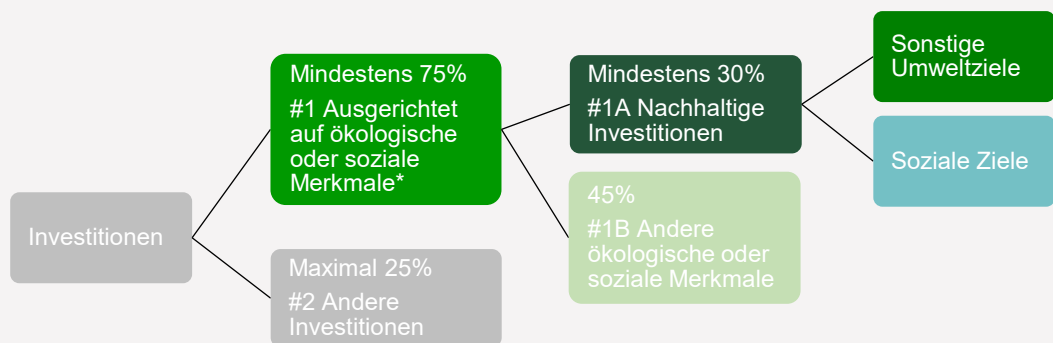 Investitionen
Mindestens 75%
#1 Ausgerichtet
auf ökologische
oder soziale
Merkmale*
Maximal 25%
#2 Andere
Investitionen
Mindestens 30%
#1A Nachhaltige
Investitionen
45%
#1B Andere
ökologische oder
soziale Merkmale
Sonstige
Umweltziele
Soziale Ziele